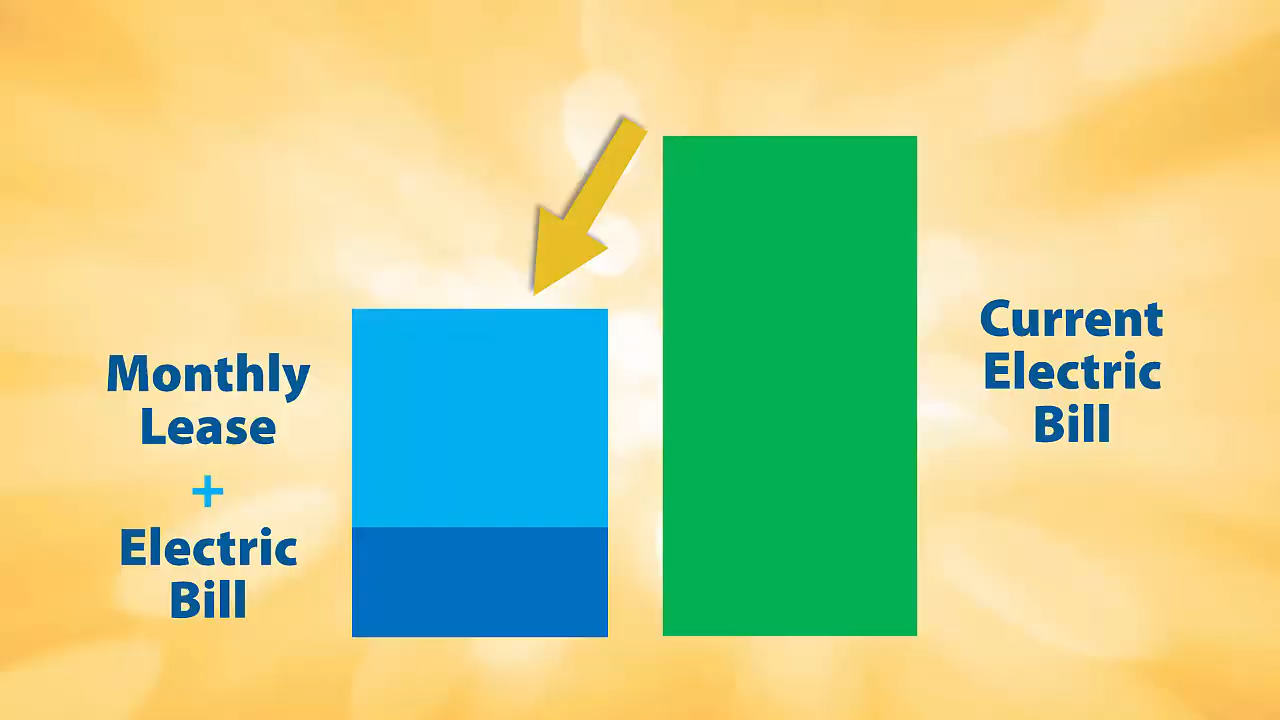 Monthly
Lease
+
Electric
Bill
Current
Electric
Bill